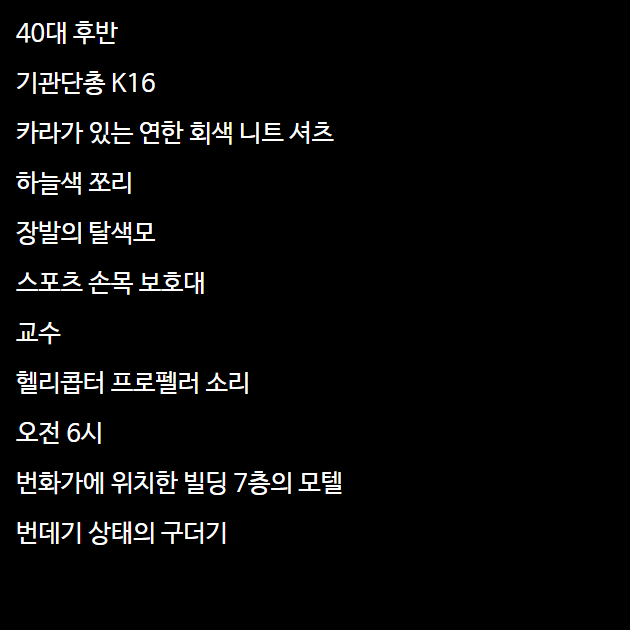 40대 후반
기관단총 K16
카라가 있는 연한 회색 니트 셔츠
하늘색 쪼리
장발의 탈색모
스포츠 손목 보호대
교수
헬리콥터 프로펠러 소리
오전 6시
번화가에 위치한 빌딩 7층의 모텔
번데기 상태의 구더기